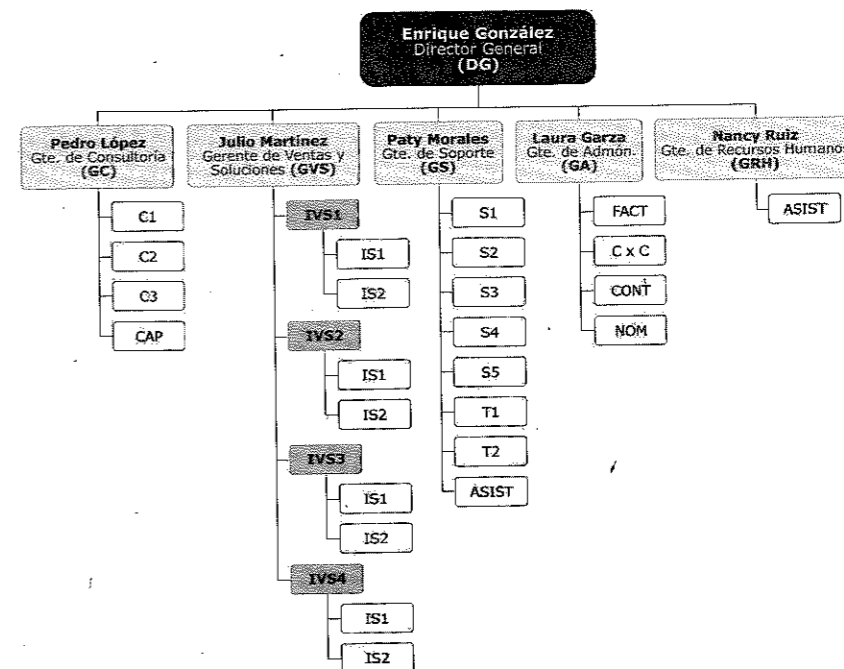 Enrique González
Director General
(DG)
Pedro López
Gte. de Consultoría
(GC)
C1
C2
C3
CAP
Julio Martínez
Gerente de Ventas y
Soluciones (GVS)
IVS1
IS1
IS2
IVS2
IS1
IS2
IVS3
IS1
IS2
IVS4
IS1
IS2
Paty Morales
Gte. de Soporte
(GS)
S1
S2
S3
S4
S5
T1
T2
ASIST
Laura Garza
Gte. de Admón.
(GA)
FACT
C x C
CONT
NOM
Nancy Ruiz
Gte. de Recursos Humanos
(GRH)
ASIST